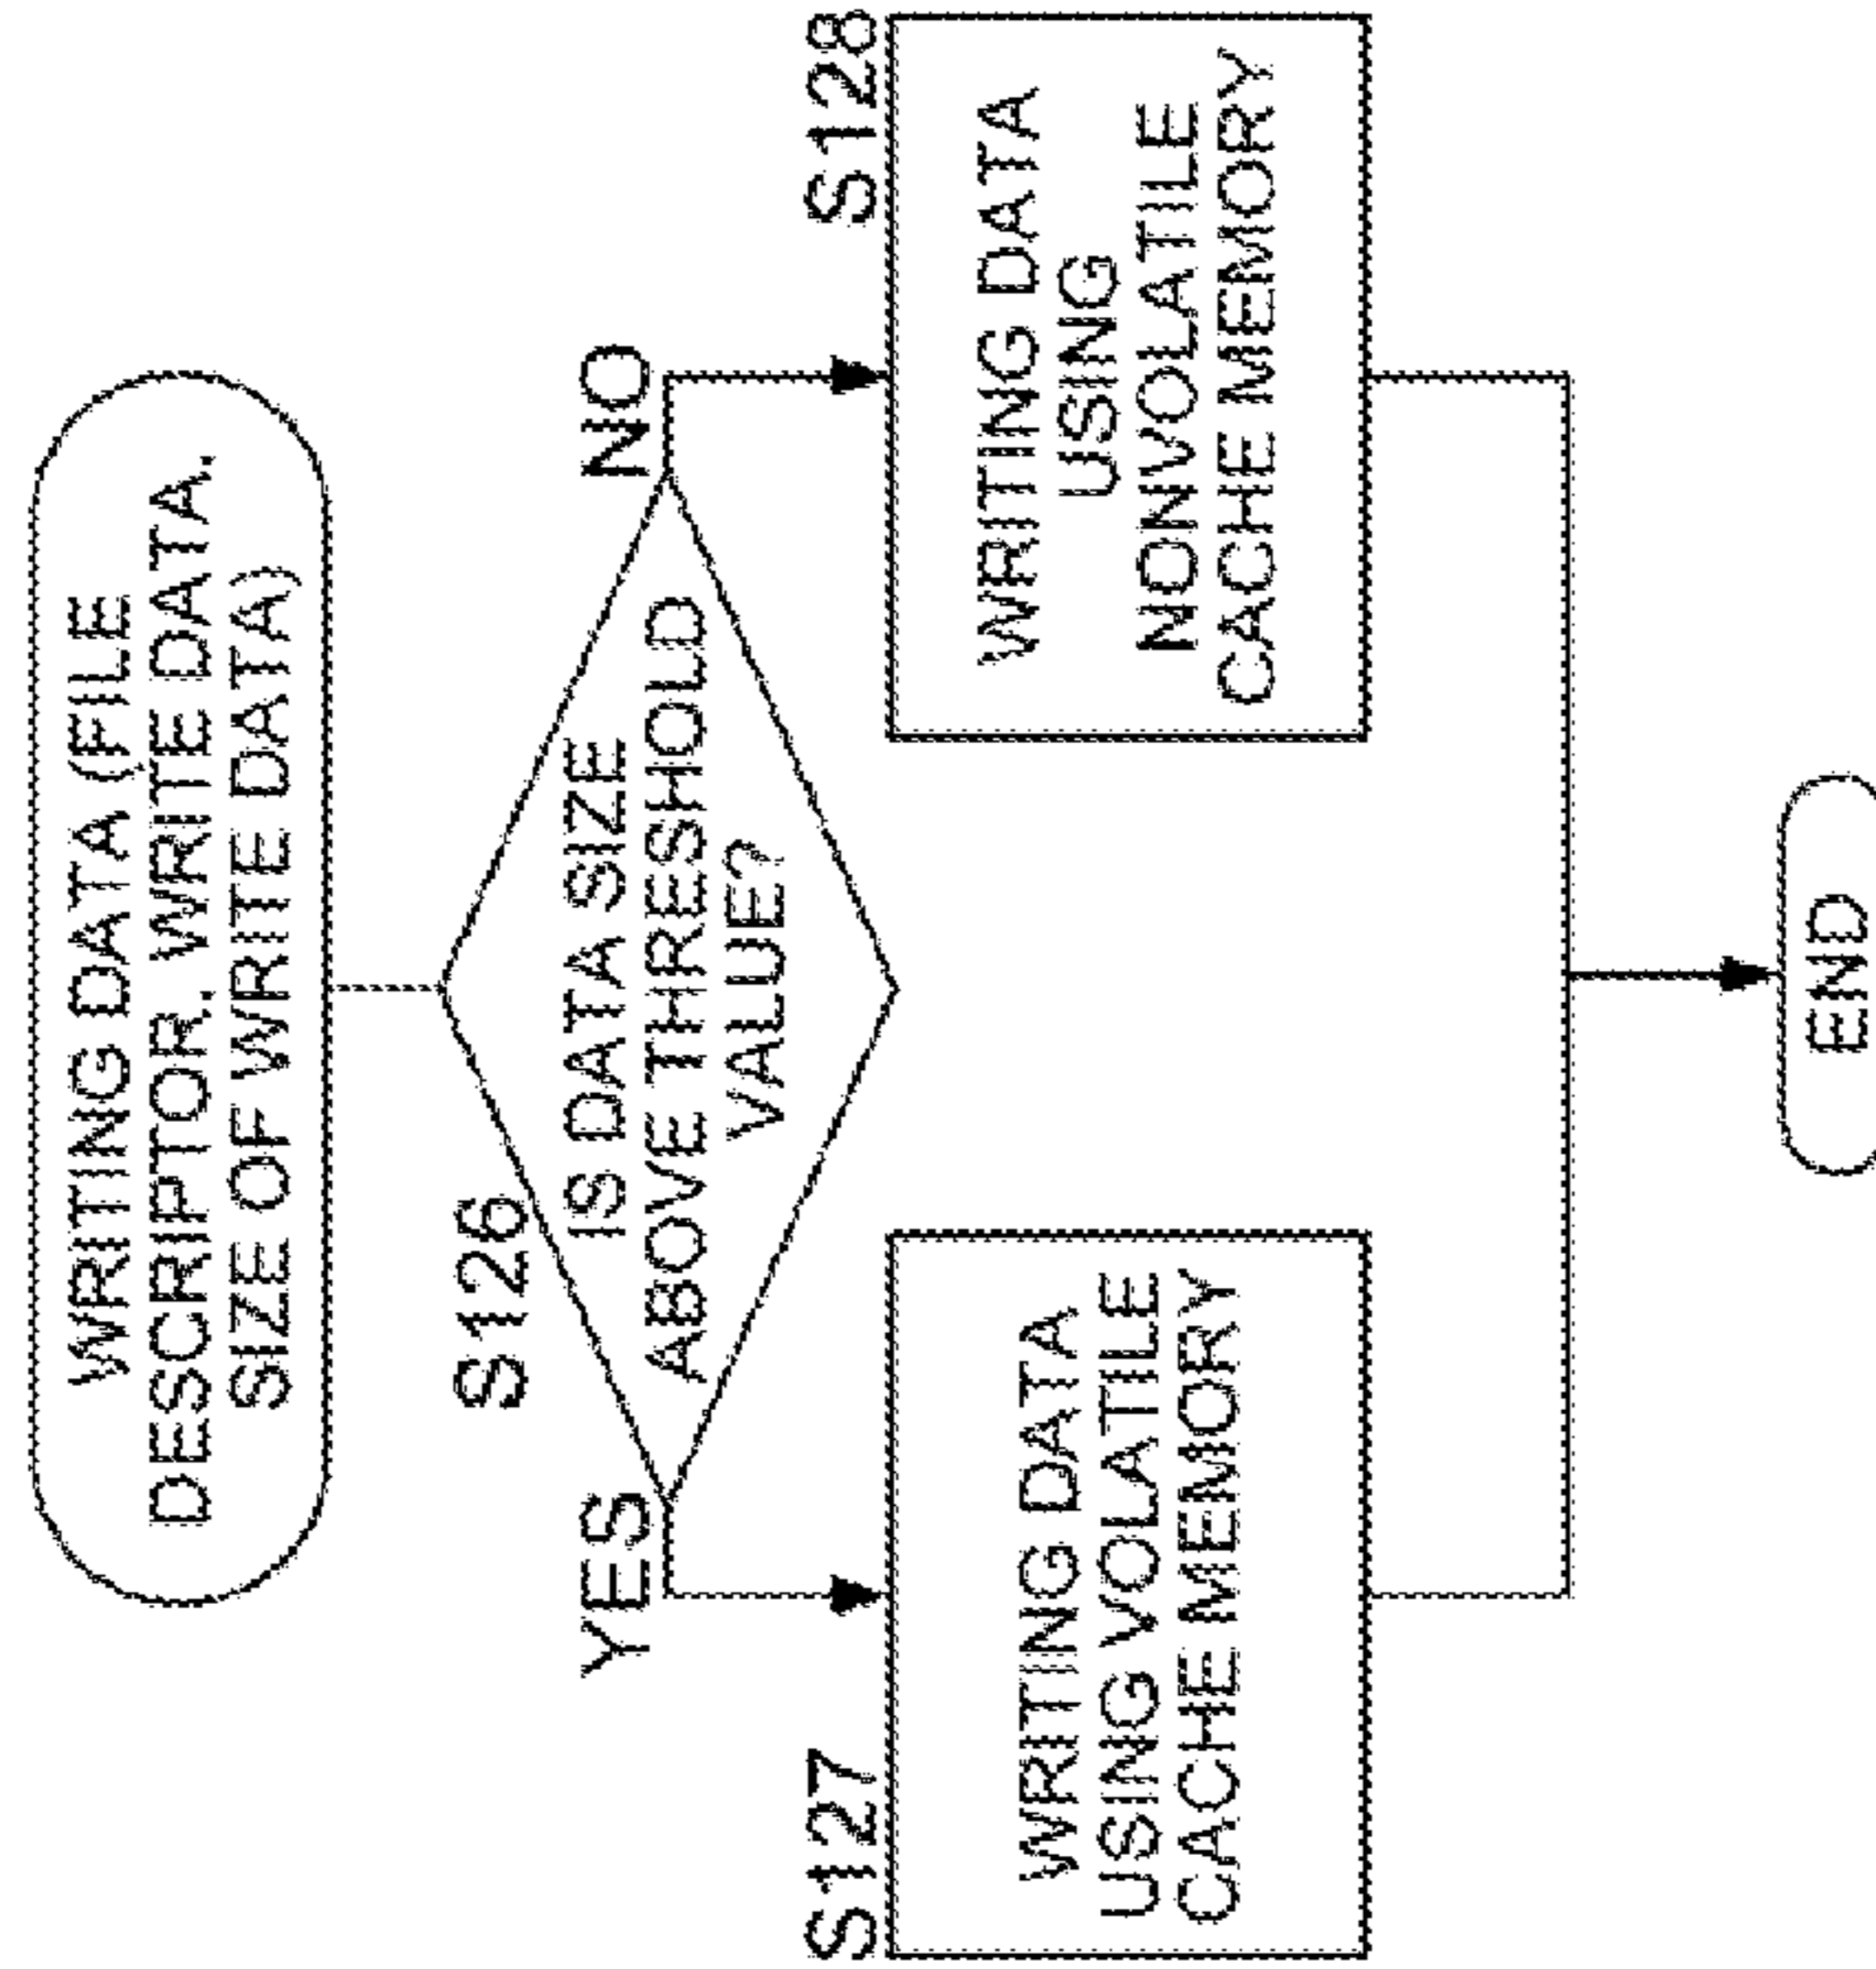 WRITING DATA (FILE
DESCRIPTOR. WRITE DATA.
SIZE OF WRITE DATA)
S126
IS DATA SIZE
ABOVE THRESHOLD
VALUE?
YES
NO
S127
WRITING DATA
USING VOLATILE
CACHE MEMORY
S128
WRITING DATA
USING
NONVOLATILE
CACHE MEMORY
END